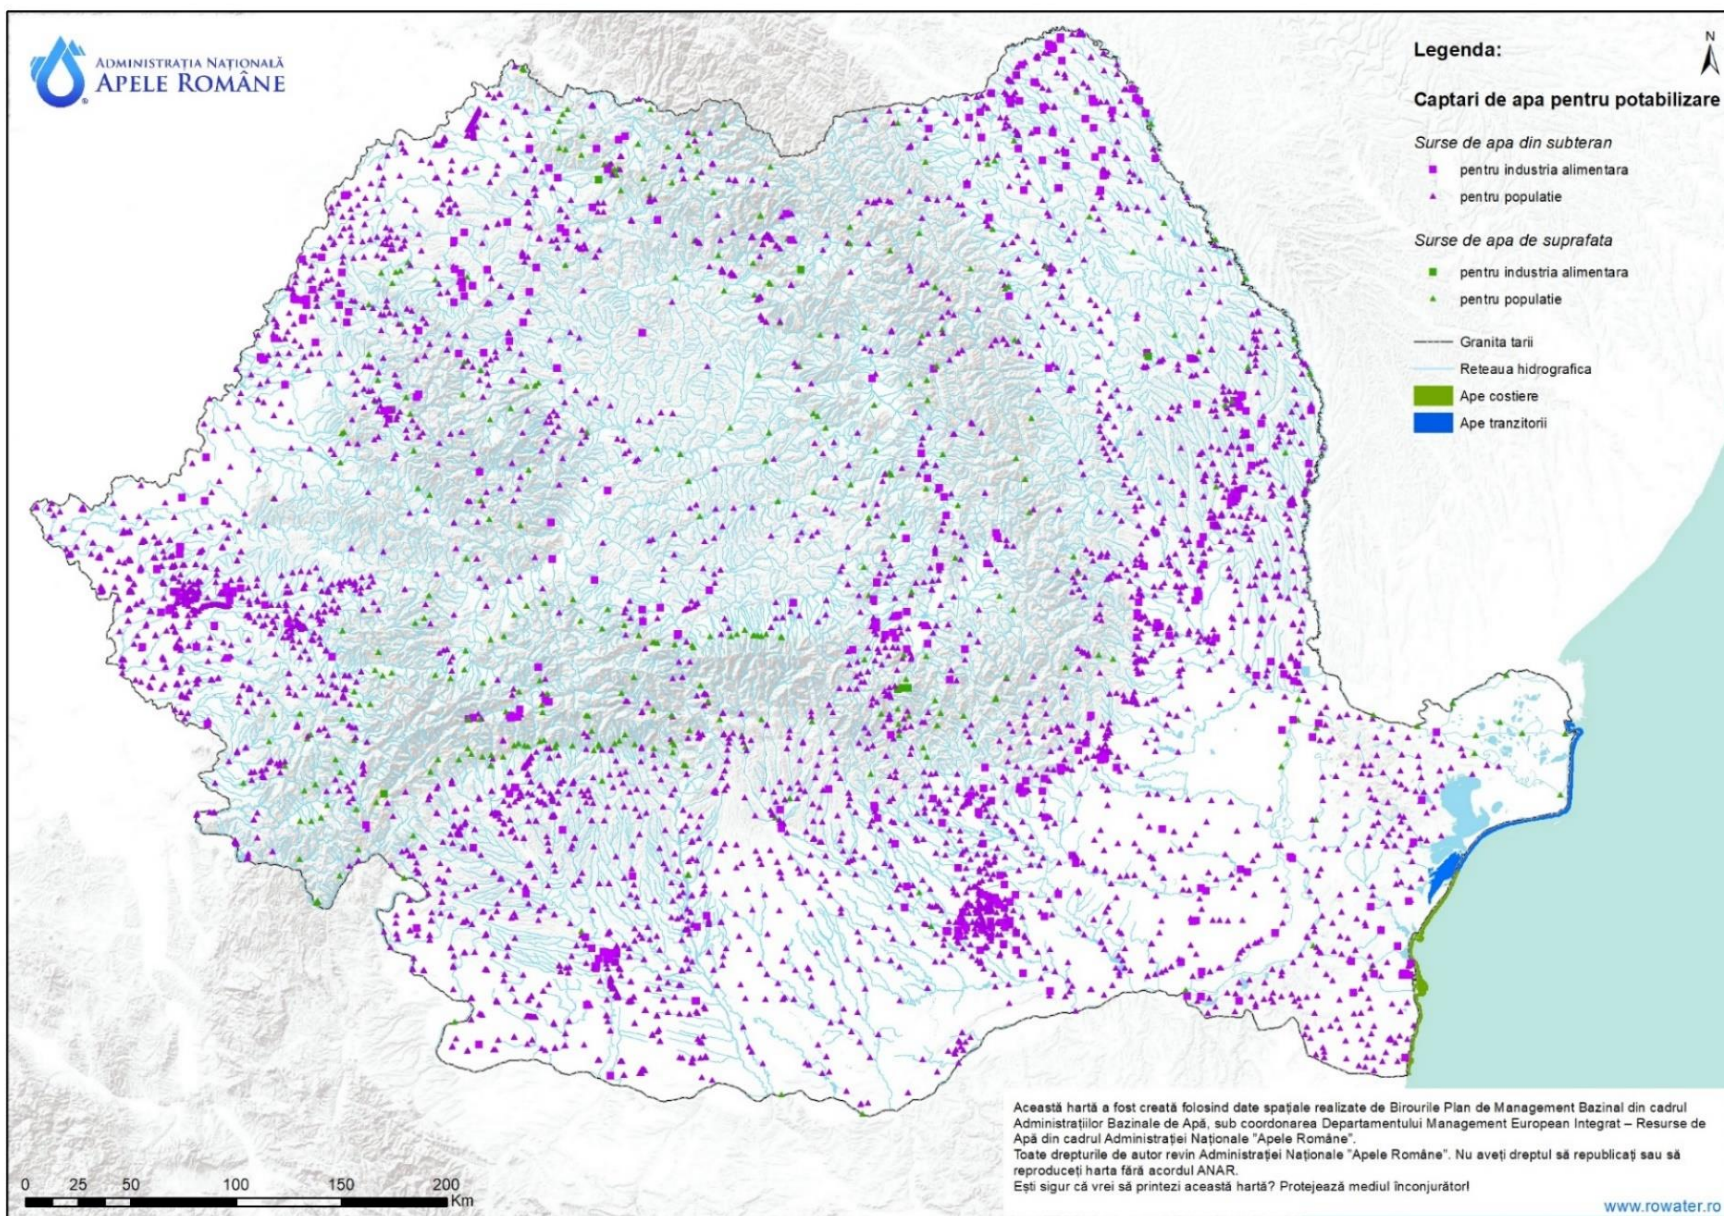 ADMINISTRAȚIA NAȚIONALĂ
APELE ROMÂNE
®
N
Legenda:
Captari de apa pentru potabilizare
Surse de apa din subteran
pentru industria alimentara
pentru populatie
Surse de apa de suprafata
pentru industria alimentara
pentru populatie
Granita tarii
Reteaua hidrografica
Ape costiere
Ape tranzitorii
Această hartă a fost creată folosind date spațiale realizate de Birourile Plan de Management Bazinal din cadrul
Administrațiilor Bazinale de Apă, sub coordonarea Departamentului Management European Integrat – Resurse de
Apă din cadrul Administrației Naționale "Apele Române".
Toate drepturile de autor revin Administrației Naționale "Apele Române". Nu aveți dreptul să republicați sau să
reproduceți harta fără acordul ANAR.
Ești sigur că vrei să printezi această hartă? Protejează mediul înconjurător!
0 25 50 100 150 200
Km
www.rowater.ro